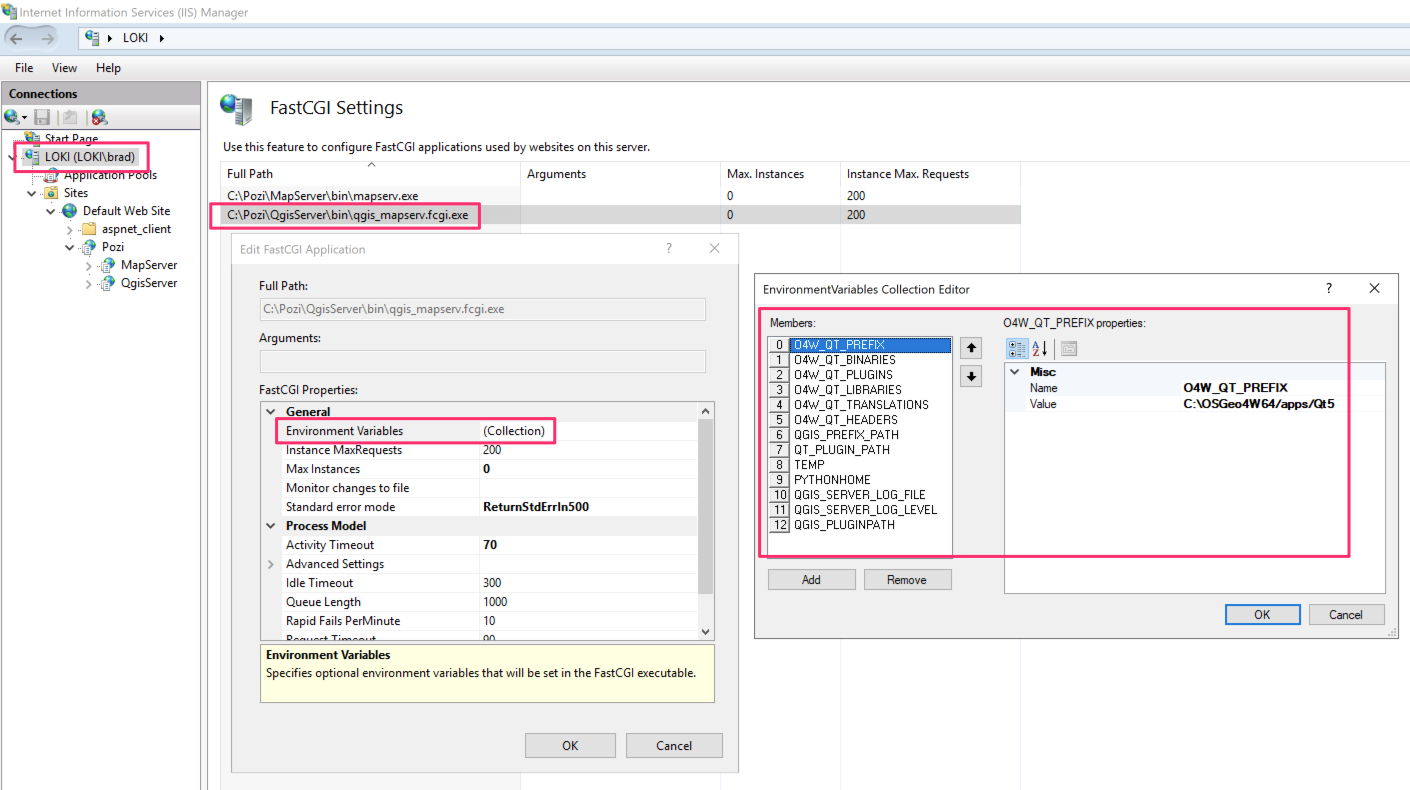 Internet Information Services (IIS) Manager
LOKI
File View Help
Connections
Start Page
LOKI (LOKI\brad)
Application Pools
Sites
Default Web Site
aspnet_client
Pozi
MapServer
QgisServer
FastCGI Settings
Use this feature to configure FastCGI applications used by websites on this server.
Full Path Arguments Max. Instances Instance Max. Requests
C:\Pozi\MapServer\bin\mapserv.exe 0 200
C:\Pozi\QgisServer\bin\qgis_mapserv.fcgi.exe 0 200
Edit FastCGI Application ?
Full Path:
C:\Pozi\QgisServer\bin\qgis_mapserv.fcgi.exe
Arguments:
FastCGI Properties:
General
Environment Variables (Collection)
Instance MaxRequests 200
Max Instances 0
Monitor changes to file
Standard error mode ReturnStdErrIn500
Process Model
Activity Timeout 70
Advanced Settings
Idle Timeout 300
Queue Length 1000
Rapid Fails PerMinute 10
Request Timeout 90
Environment Variables
Specifies optional environment variables that will be set in the FastCGI executable.
OK Cancel
EnvironmentVariables Collection Editor ?
Members:
0 O4W_QT_PREFIX
1 O4W_QT_BINARIES
2 O4W_QT_PLUGINS
3 O4W_QT_LIBRARIES
4 O4W_QT_TRANSLATIONS
5 O4W_QT_HEADERS
6 QGIS_PREFIX_PATH
7 QT_PLUGIN_PATH
8 TEMP
9 PYTHONHOME
10 QGIS_SERVER_LOG_FILE
11 QGIS_SERVER_LOG_LEVEL
12 QGIS_PLUGINPATH
Add Remove
O4W_QT_PREFIX properties:
Misc
Name O4W_QT_PREFIX
Value C:\OSGeo4W64/apps/Qt5
OK Cancel